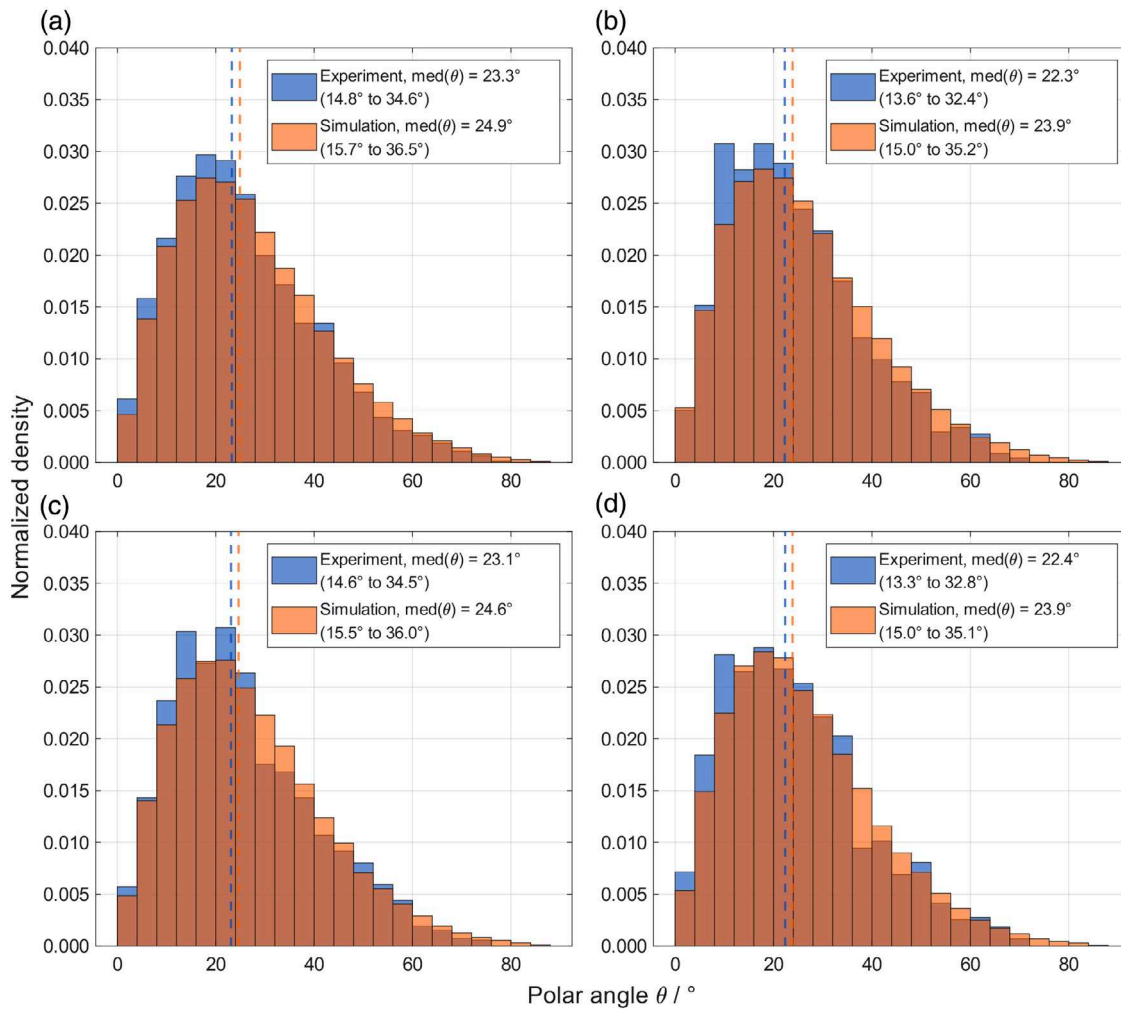 (a)
(b)
0.040
0.035
0.030
0.025
0.020
0.015
0.010
0.005
0.000
Experiment, med(θ) = 23.3°
(14.8° to 34.6°)
Simulation, med(θ) = 24.9°
(15.7° to 36.5°)
0 20 40 60 80
0.040
0.035
0.030
0.025
0.020
0.015
0.010
0.005
0.000
Experiment, med(θ) = 22.3°
(13.6° to 32.4°)
Simulation, med(θ) = 23.9°
(15.0° to 35.2°)
0 20 40 60 80
Normalized density
(c)
(d)
0.040
0.035
0.030
0.025
0.020
0.015
0.010
0.005
0.000
Experiment, med(θ) = 23.1°
(14.6° to 34.5°)
Simulation, med(θ) = 24.6°
(15.5° to 36.0°)
0 20 40 60 80
0.040
0.035
0.030
0.025
0.020
0.015
0.010
0.005
0.000
Experiment, med(θ) = 22.4°
(13.3° to 32.8°)
Simulation, med(θ) = 23.9°
(15.0° to 35.1°)
0 20 40 60 80
Polar angle θ / °